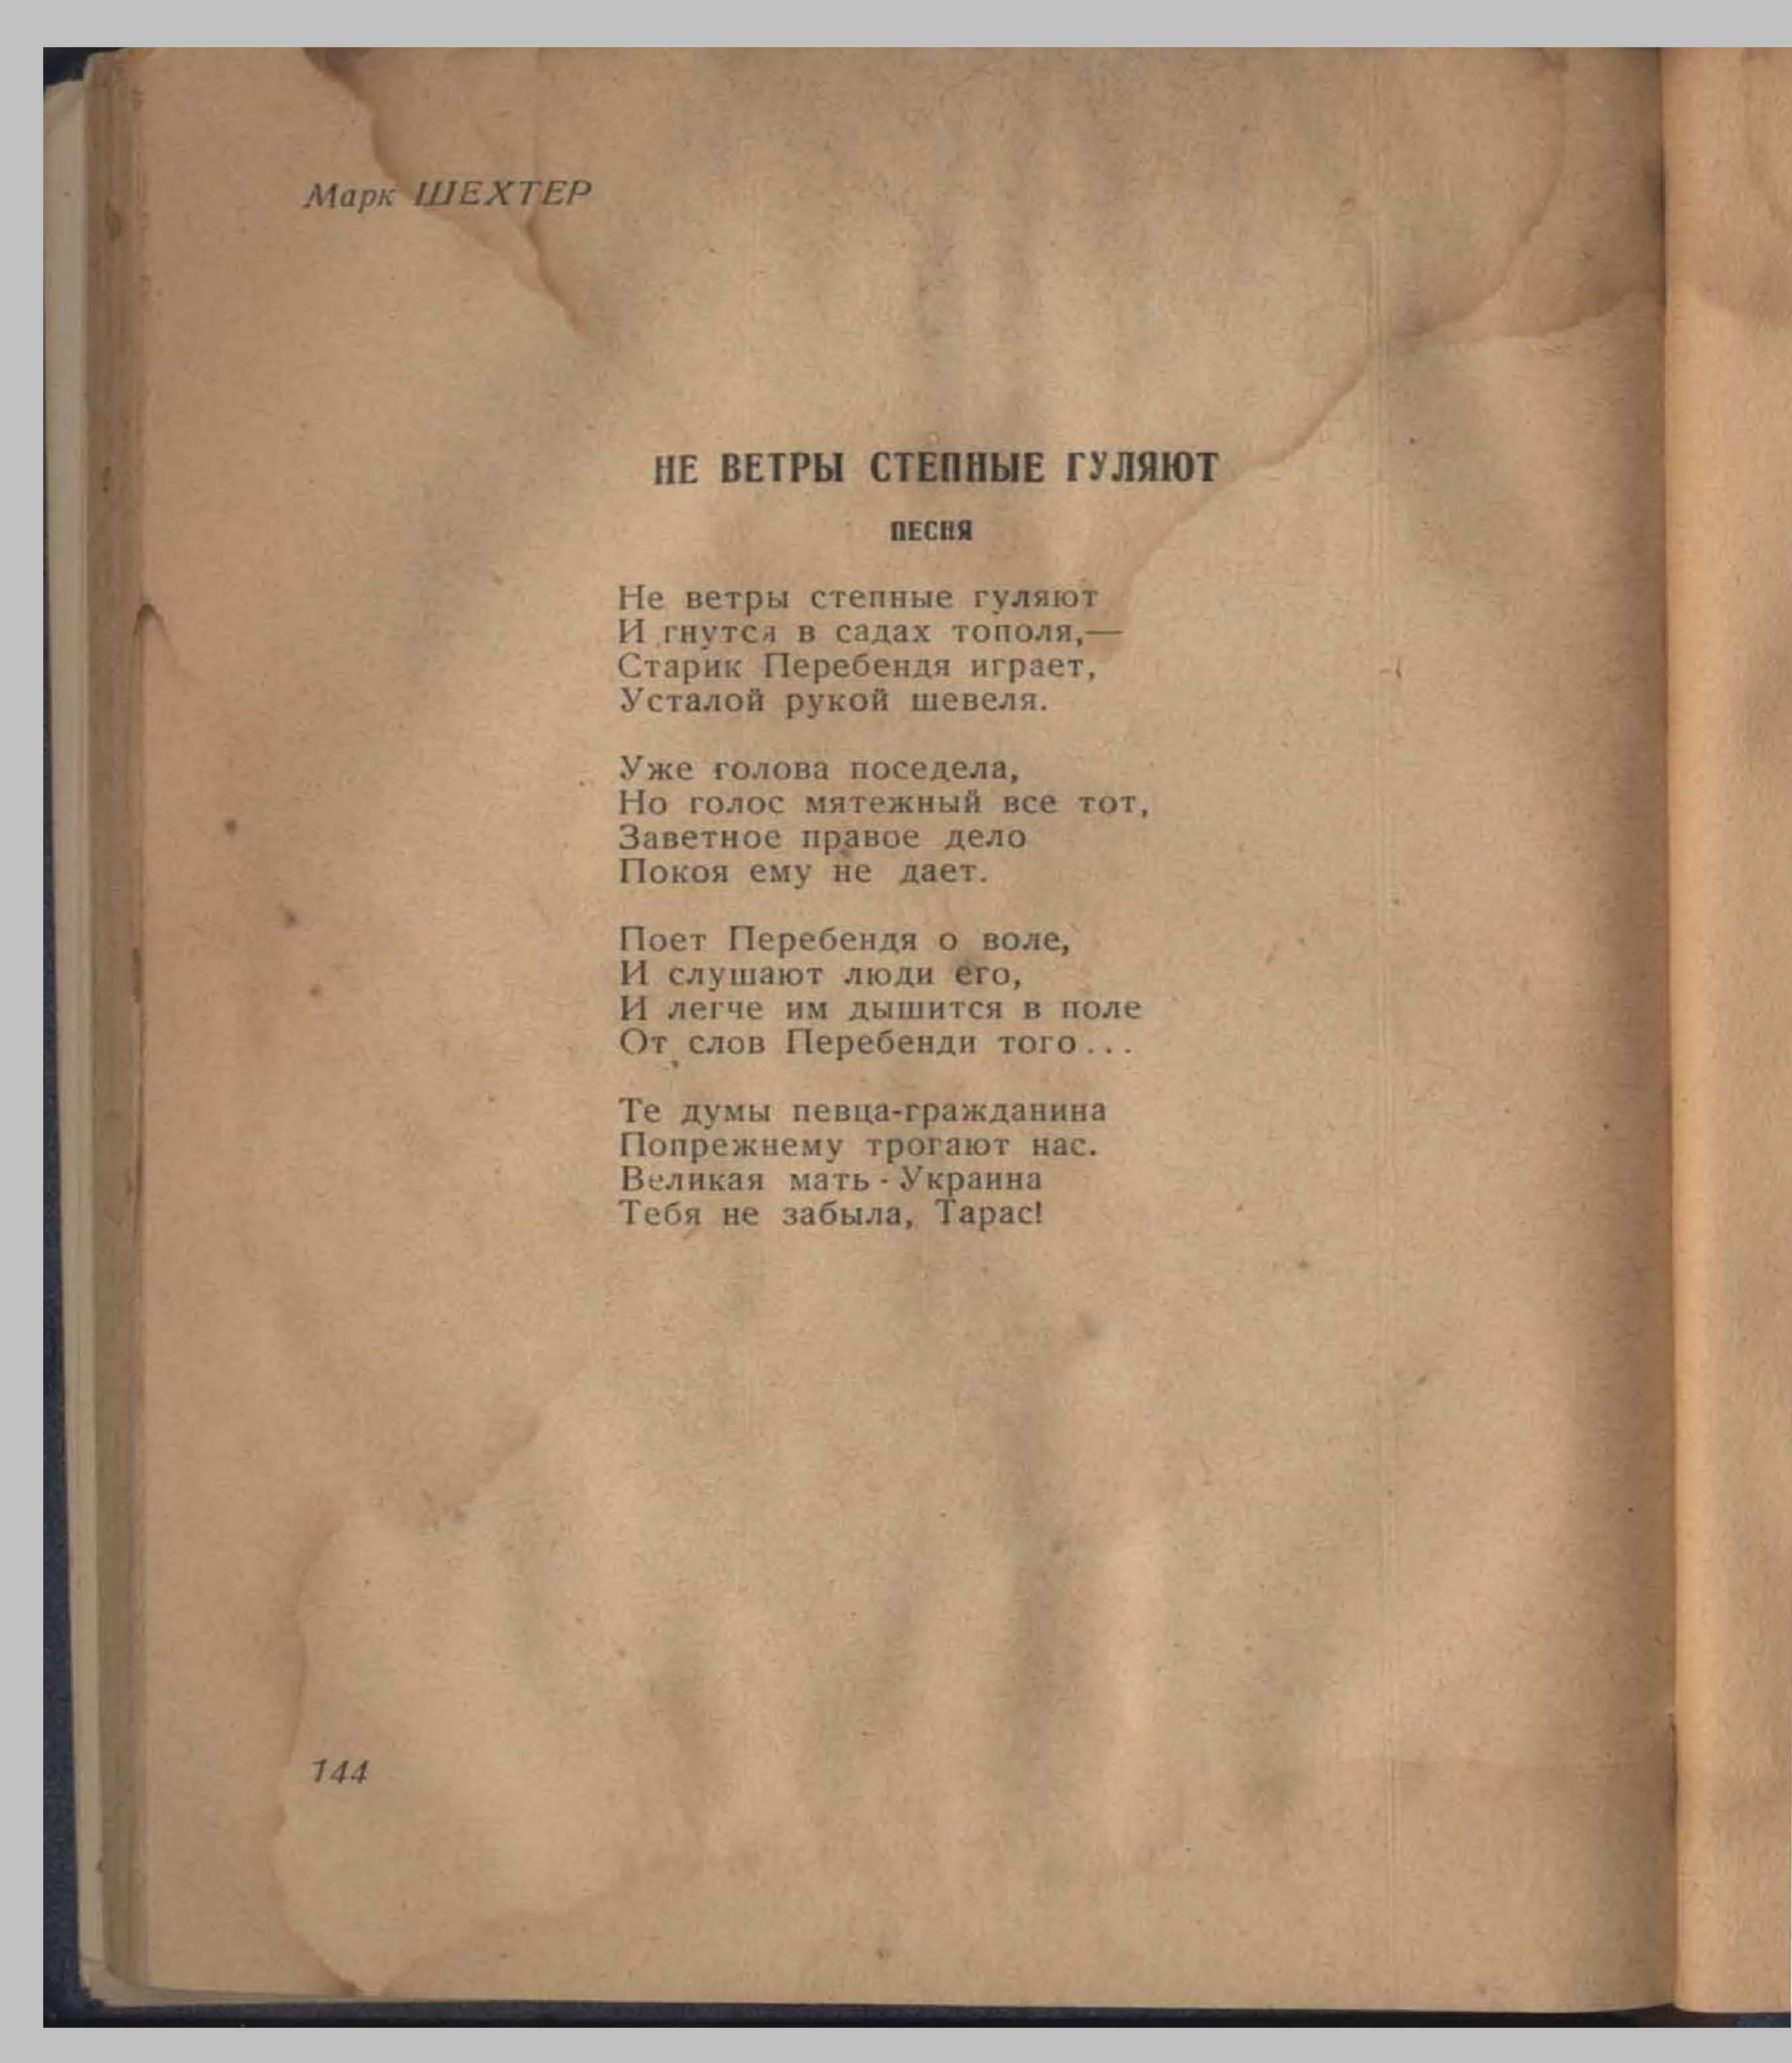 Марк ШЕХТЕР
НЕ ВЕТРЫ СТЕПНЫЕ ГУЛЯЮТ
ПЕСНЯ
Не ветры степные гуляют
И гнутся в садах тополя,—
Старик Перебендя играет,
Усталой рукой шевеля.
Уже голова поседела,
Но голос мятежный все тот,
Заветное правое дело
Покоя ему не дает.
Поет Перебендя о воле,
И слушают люди его,
И легче им дышится в поле
От слов Перебенди того...
Те думы певца-гражданина
Попрежнему трогают нас.
Великая мать - Украина
Тебя не забыла, Тарас!
144